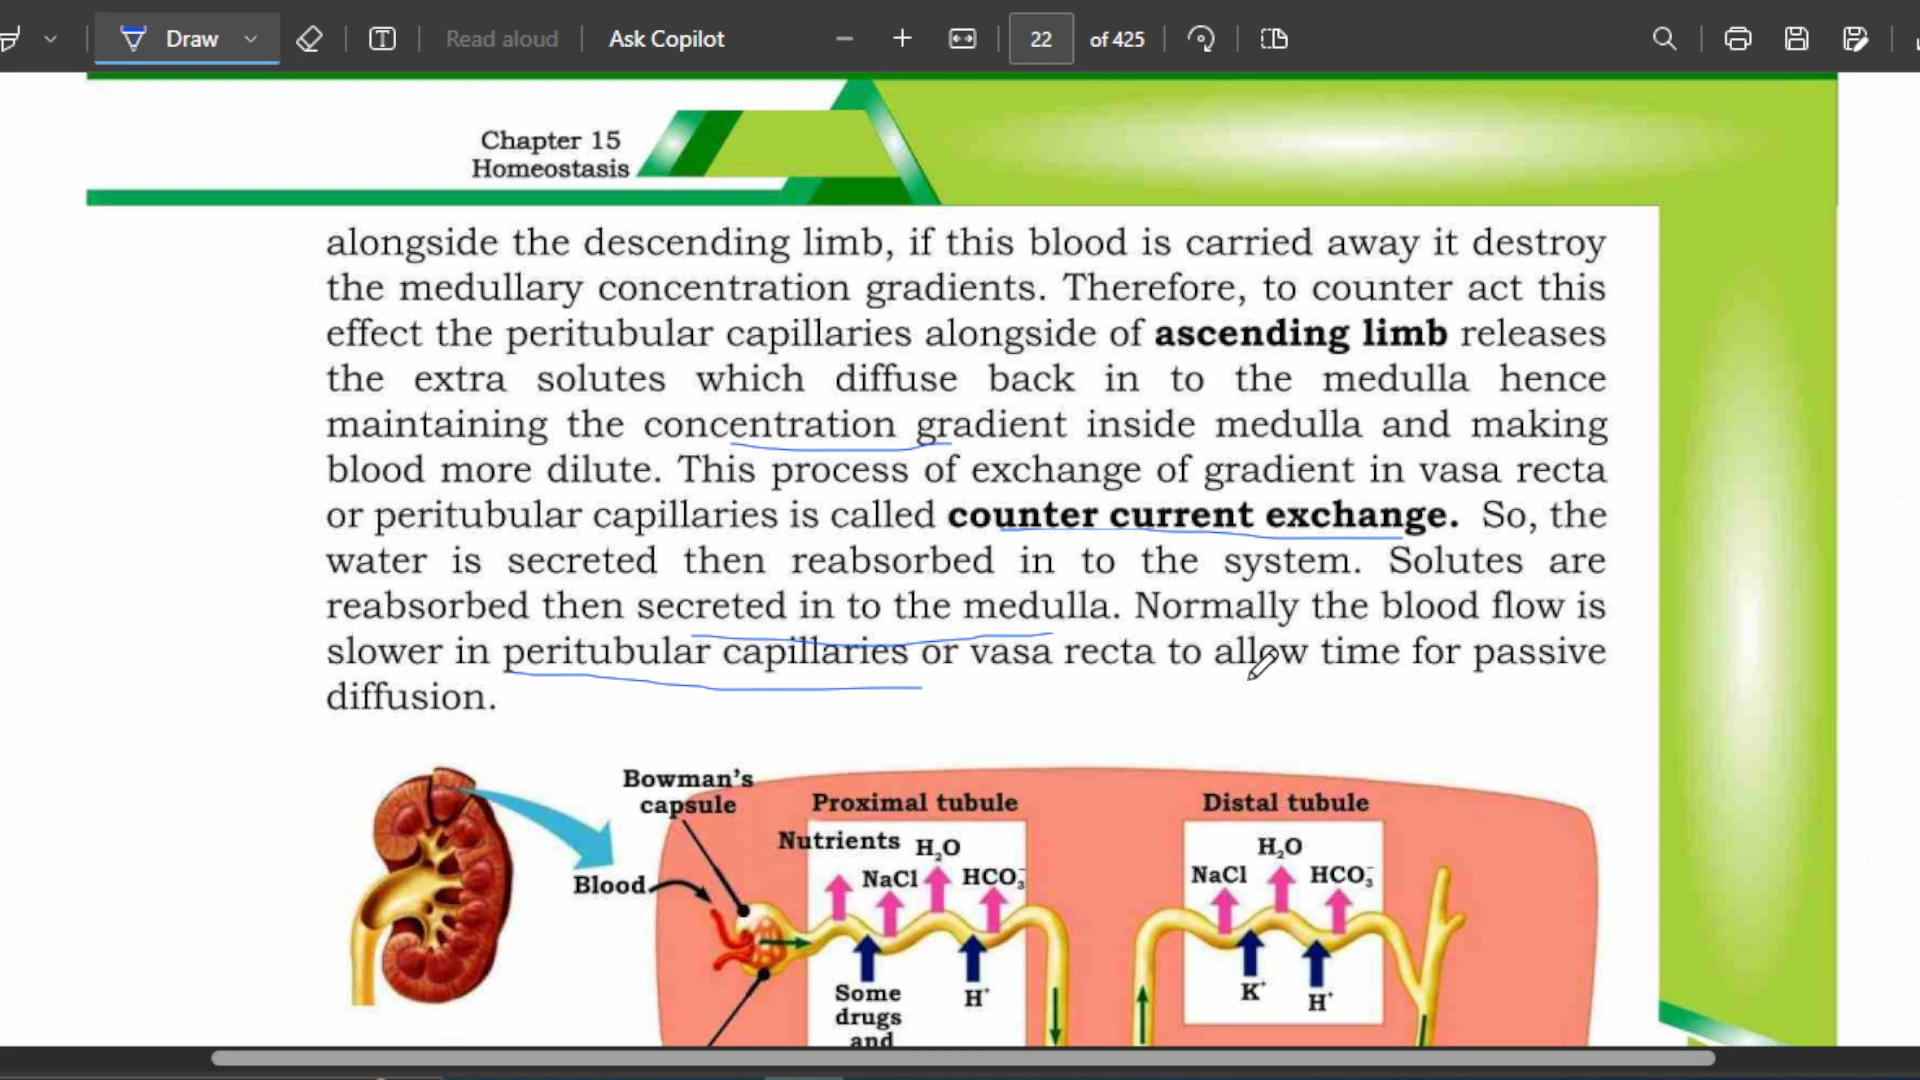 Draw
Read aloud
Ask Copilot
22
of 425
Chapter 15
Homeostasis
alongside the descending limb, if this blood is carried away it destroy
the medullary concentration gradients. Therefore, to counter act this
effect the peritubular capillaries alongside of ascending limb releases
the extra solutes which diffuse back in to the medulla hence
maintaining the concentration gradient inside medulla and making
blood more dilute. This process of exchange of gradient in vasa recta
or peritubular capillaries is called counter current exchange. So, the
water is secreted then reabsorbed in to the system. Solutes are
reabsorbed then secreted in to the medulla. Normally the blood flow is
slower in peritubular capillaries or vasa recta to allow time for passive
diffusion.
Bowman's
capsule
Blood
Proximal tubule
Nutrients
H₂O
NaCl
HCO₃⁻
Some
drugs
and
H⁺
Distal tubule
H₂O
NaCl
HCO₃⁻
K⁺
H⁺